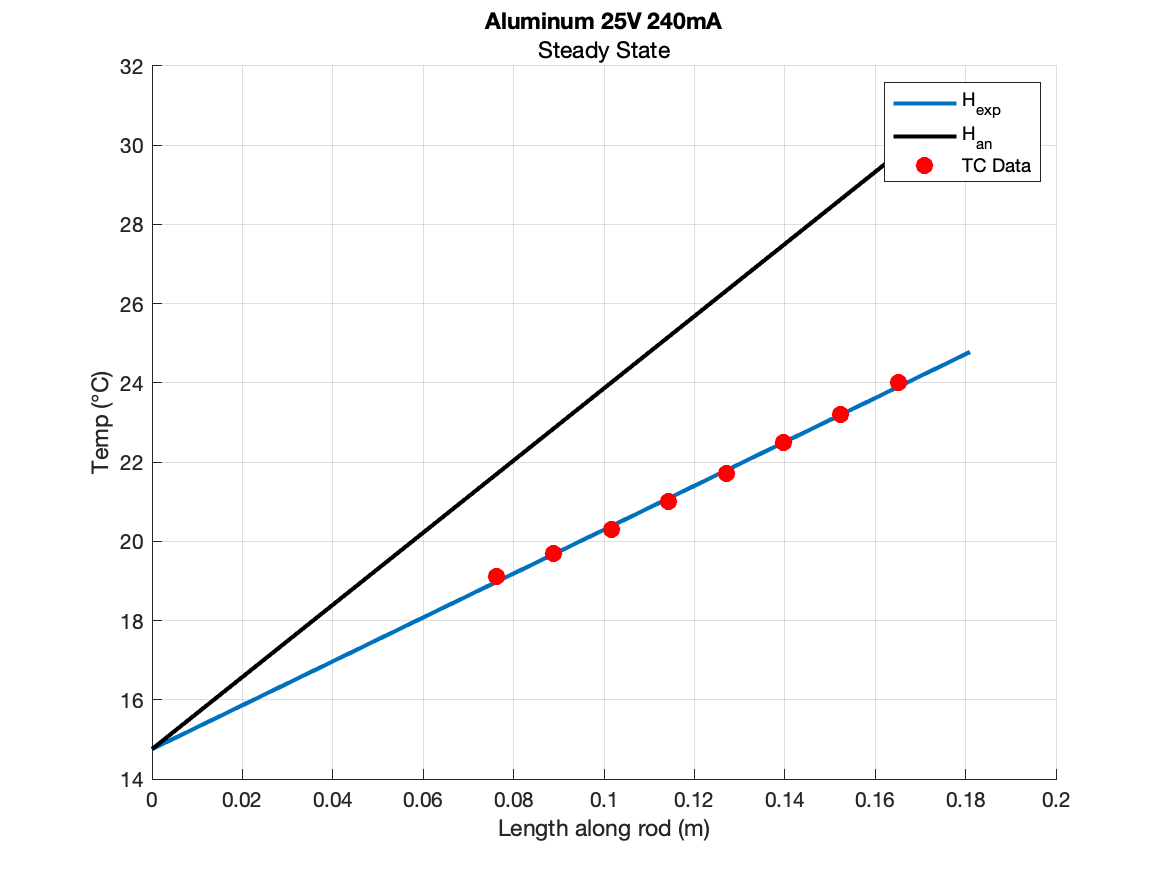 Aluminum 25V 240mA
Steady State
32
30
28
26
24
22
20
18
16
14
Temp (°C)
H_exp
H_an
TC Data
0 0.02 0.04 0.06 0.08 0.1 0.12 0.14 0.16 0.18 0.2
Length along rod (m)